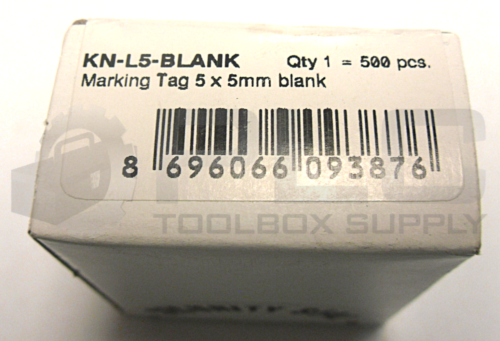 KN-L5-BLANK Qty 1 = 500 pcs.
Marking Tag 5 x 5mm blank
8 696066 093876
TOOLBOX SUPPLY